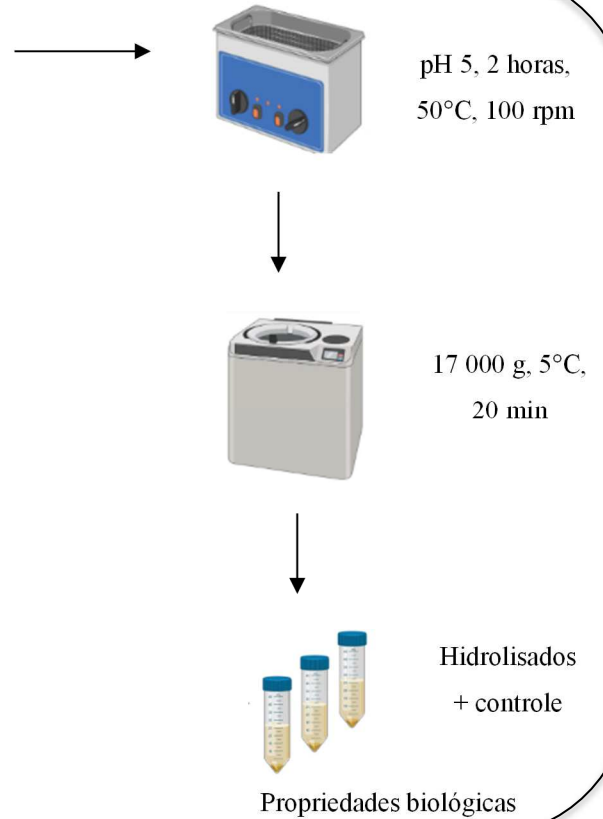 pH 5, 2 horas,
50°C, 100 rpm
17 000 g, 5°C,
20 min
Hidrolisados
+ controle
Propriedades biológicas